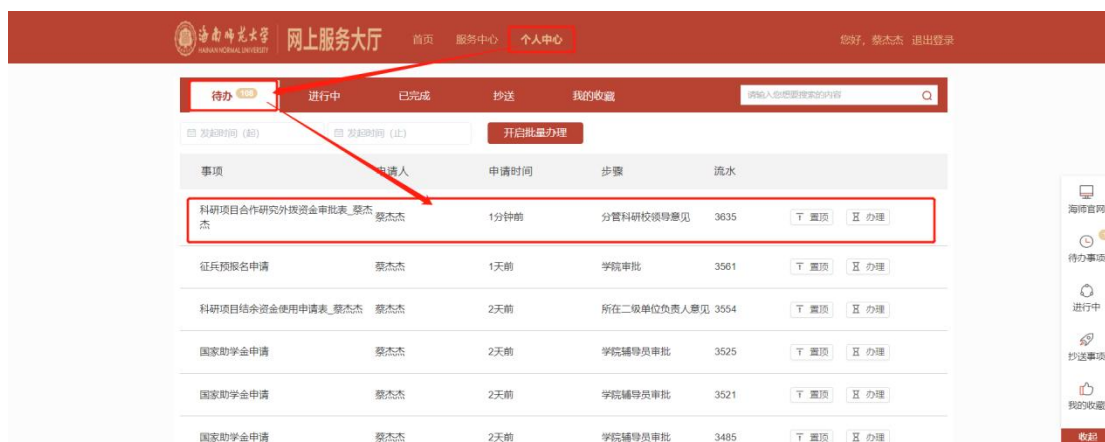 海南师范大学
HAINAN NORMAL UNIVERSITY
网上服务大厅 首页 服务中心 个人中心 您好，蔡杰杰 退出登录
待办 108 进行中 已完成 抄送 我的收藏 请输入您想要搜索的内容
发起时间（起） 发起时间（止） 开启批量办理
事项 申请人 申请时间 步骤 流水
科研项目合作研究外拨资金审批表_蔡杰
杰 蔡杰杰 1分钟前 分管科研校领导意见 3635 置顶 办理
征兵预报名申请 蔡杰杰 1天前 学院审批 3561 置顶 办理
科研项目结余资金使用申请表_蔡杰杰 蔡杰杰 2天前 所在二级单位负责人意见 3554 置顶 办理
国家助学金申请 蔡杰杰 2天前 学院辅导员审批 3525 置顶 办理
国家助学金申请 蔡杰杰 2天前 学院辅导员审批 3521 置顶 办理
国家助学金申请 蔡杰杰 2天前 学院辅导员审批 3485 置顶 办理
海师官网
待办事项
进行中
抄送事项
我的收藏
收起